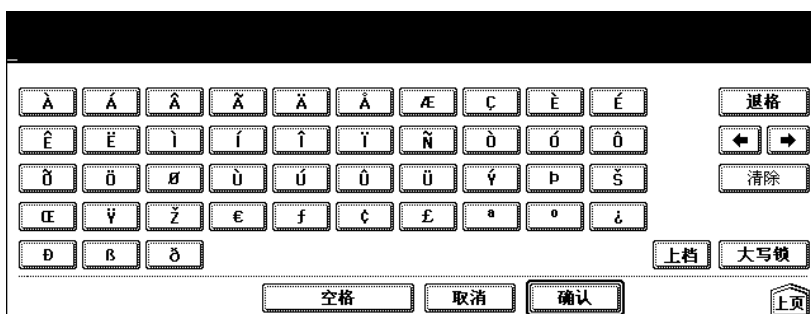 _
À Á Â Ã Ä Å Æ Ç È É 退格
Ê Ë Ì Í Î Ï Ñ Ò Ó Ô ← →
Õ Ö Ø Ù Ú Û Ü Ý Þ Š 清除
Œ Ÿ Ž € ƒ ¢ £ ª º ¿
Ð ß ð 上档 大写锁
空格 取消 确认 上页